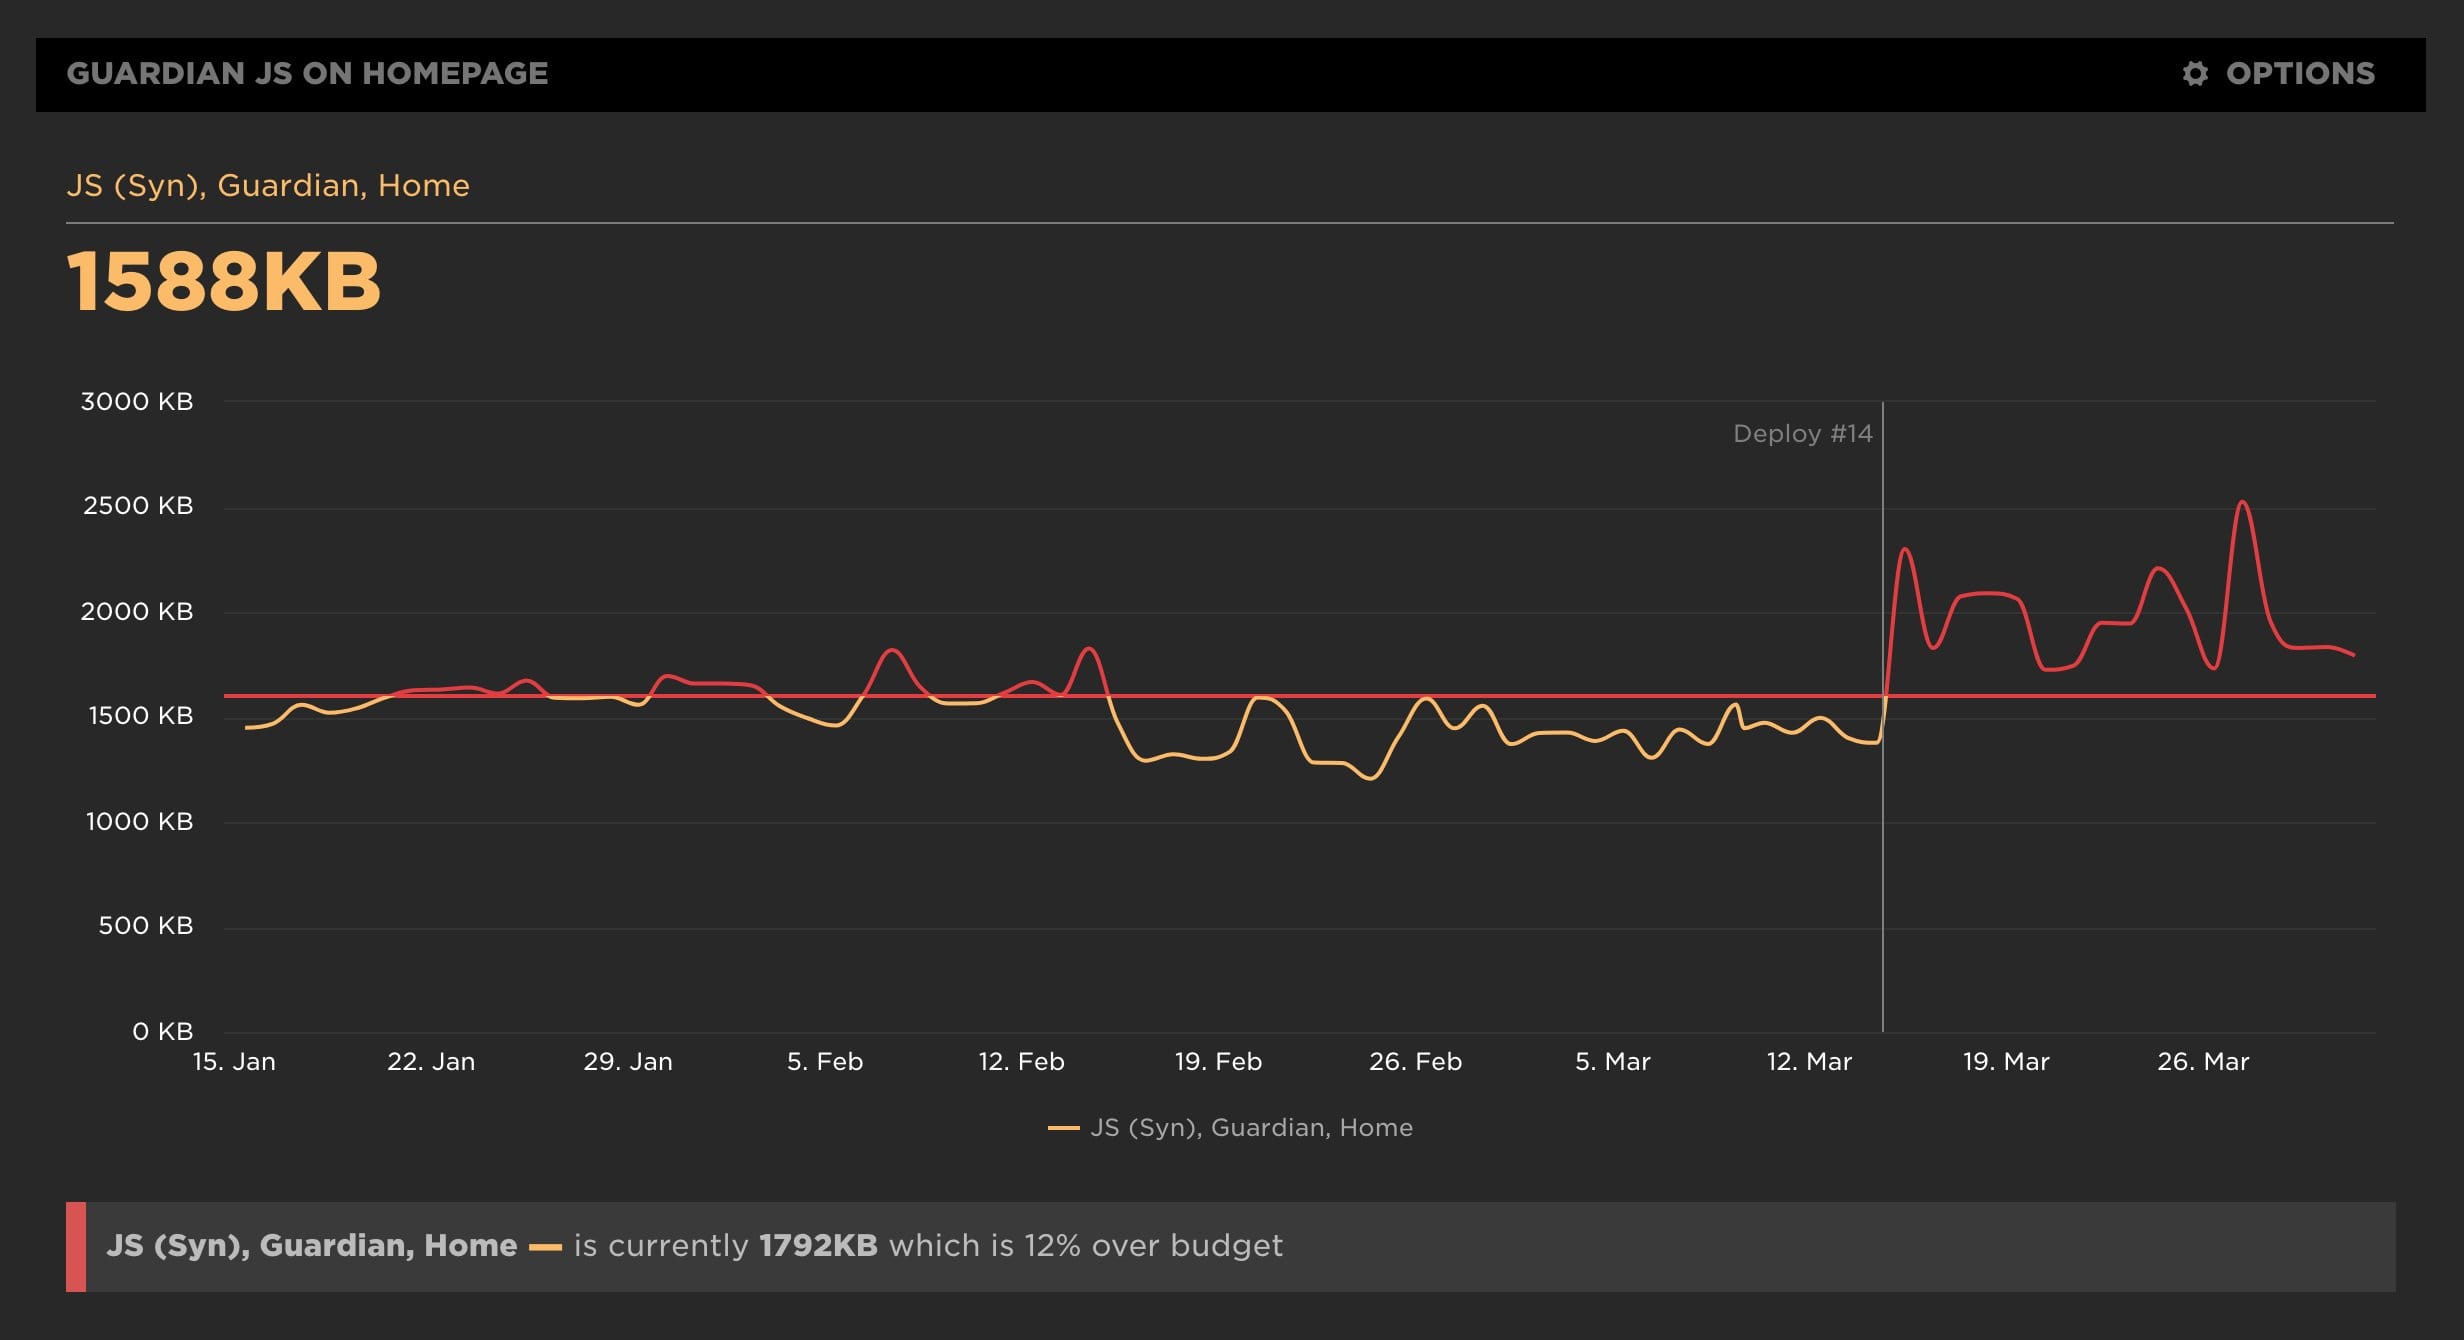 GUARDIAN JS ON HOMEPAGE
OPTIONS
JS (Syn), Guardian, Home
1588KB
3000 KB
Deploy #14
2500 KB
2000 KB
1500 KB
1000 KB
500 KB
0 KB
15. Jan 22. Jan 29. Jan 5. Feb 12. Feb 19. Feb 26. Feb 5. Mar 12. Mar 19. Mar 26. Mar
JS (Syn), Guardian, Home
JS (Syn), Guardian, Home — is currently 1792KB which is 12% over budget